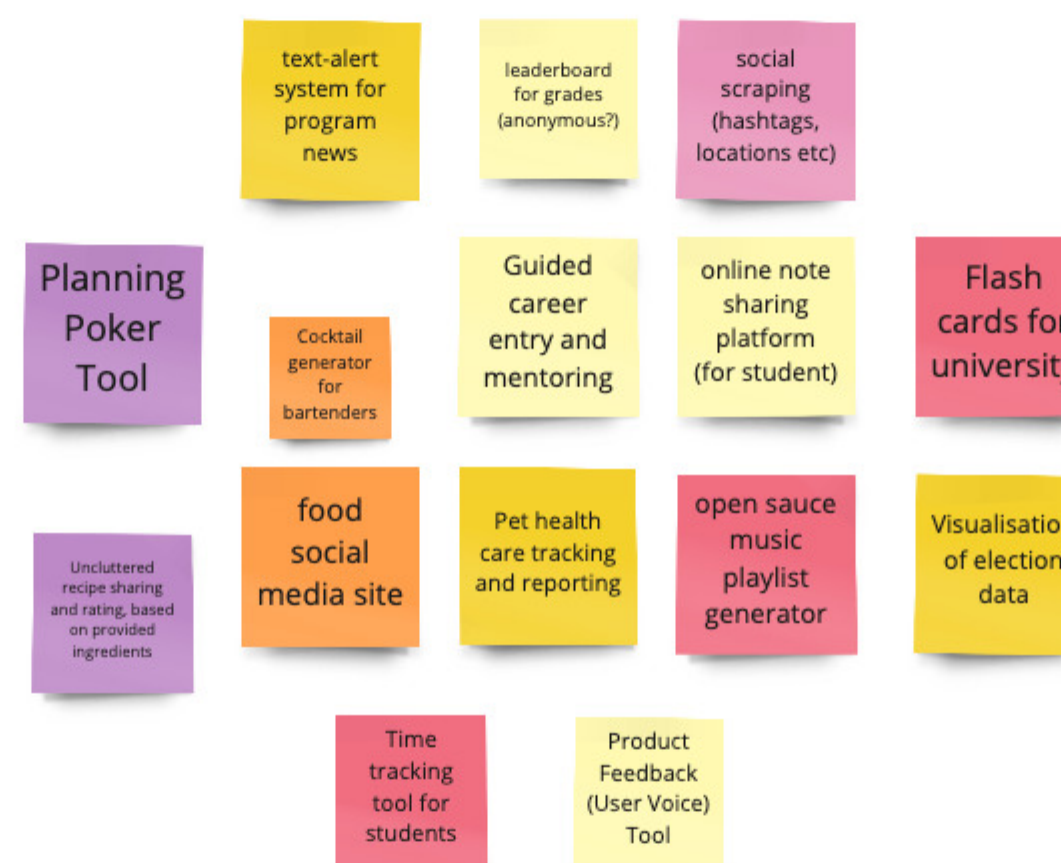 text-alert
system for
program
news
leaderboard
for grades
(anonymous?)
social
scraping
(hashtags,
locations etc)
Planning
Poker
Tool
Cocktail
generator
for
bartenders
Guided
career
entry and
mentoring
online note
sharing
platform
(for student)
Flash
cards for
universit
Uncluttered
recipe sharing
and rating, based
on provided
ingredients
food
social
media site
Pet health
care tracking
and reporting
open sauce
music
playlist
generator
Visualisatio
of election
data
Time
tracking
tool for
students
Product
Feedback
(User Voice)
Tool